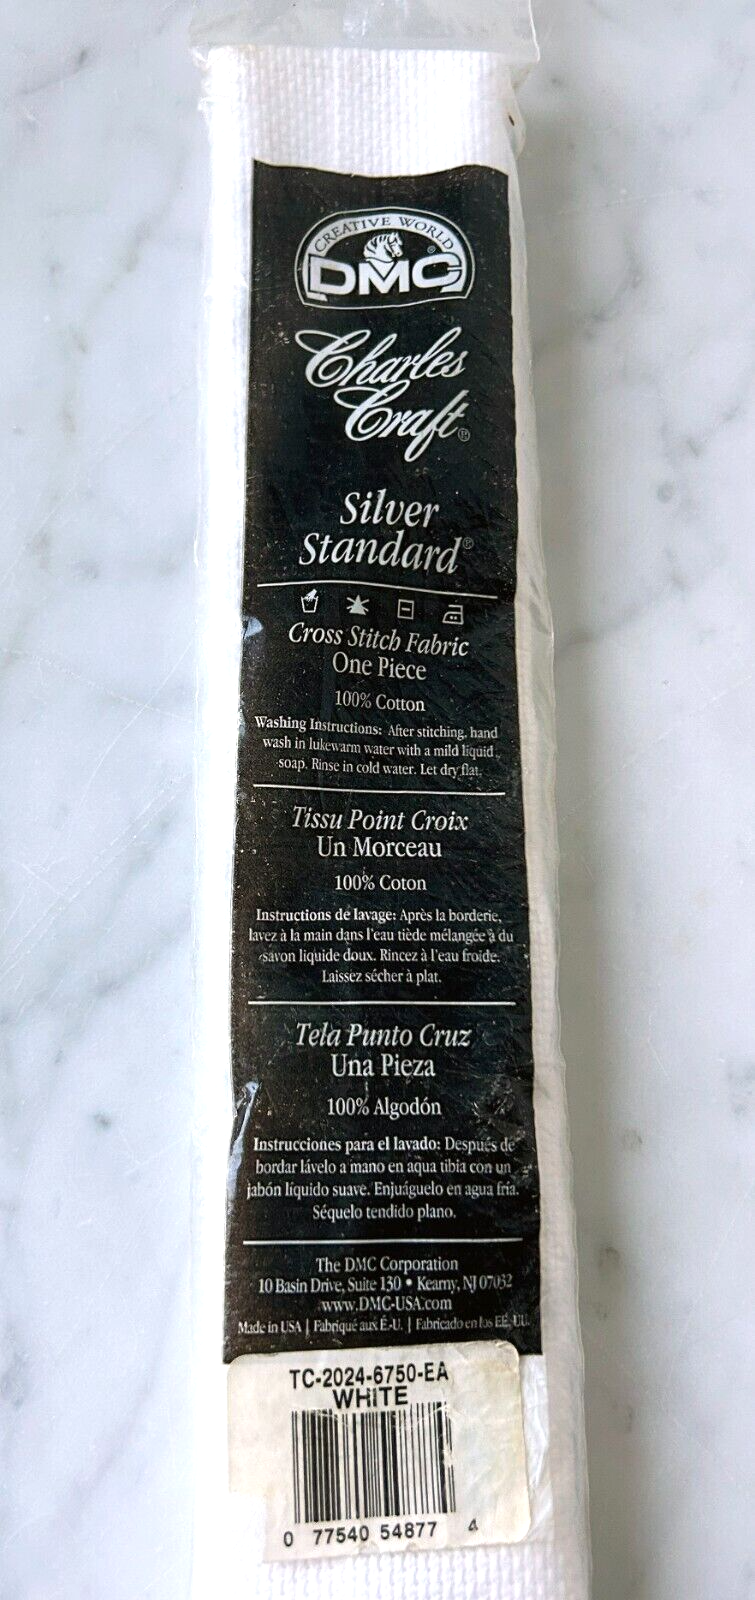 CREATIVE WORLD
DMC®
Charles
Craft®
Silver
Standard®
Cross Stitch Fabric
One Piece
100% Cotton
Washing Instructions: After stitching, hand
wash in lukewarm water with a mild liquid
soap. Rinse in cold water. Let dry flat.
Tissu Point Croix
Un Morceau
100% Coton
Instructions de lavage: Après la borderie,
lavez à la main dans l'eau tiède mélangée à du
savon liquide doux. Rincez à l'eau froide.
Laissez sécher à plat.
Tela Punto Cruz
Una Pieza
100% Algodón
Instrucciones para el lavado: Después de
bordar lávelo a mano en aqua tibia con un
jabón líquido suave. Enjuáguelo en agua fría.
Séquelo tendido plano.
The DMC Corporation
10 Basin Drive, Suite 130 • Kearny, NJ 07032
www.DMC-USA.com
Made in USA | Fabriqué aux É.-U. | Fabricado en los EE. UU.
TC-2024-6750-EA
WHITE
0 77540 54877 4